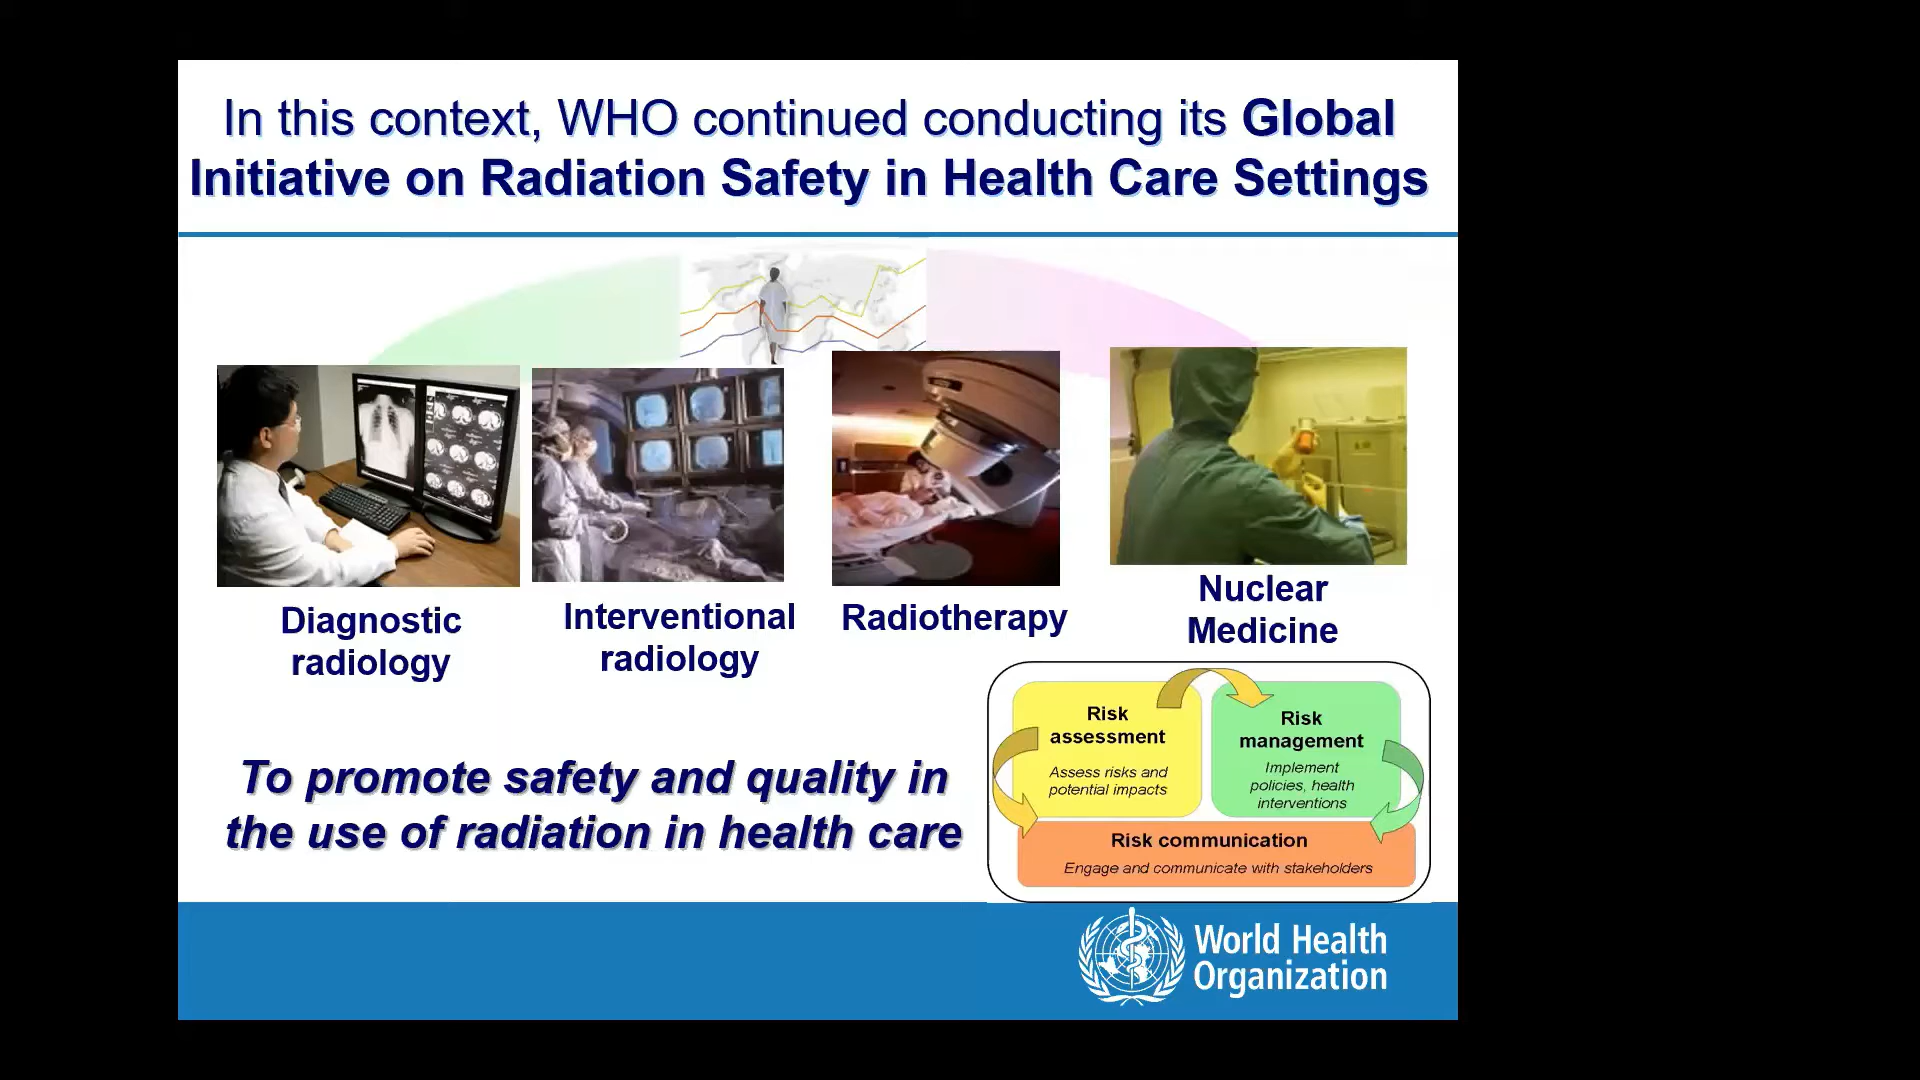 In this context, WHO continued conducting its Global
Initiative on Radiation Safety in Health Care Settings
Diagnostic
radiology
Interventional
radiology
Radiotherapy
Nuclear
Medicine
To promote safety and quality in
the use of radiation in health care
Risk
assessment
Assess risks and
potential impacts
Risk
management
Implement
policies, health
interventions
Risk communication
Engage and communicate with stakeholders
World Health
Organization